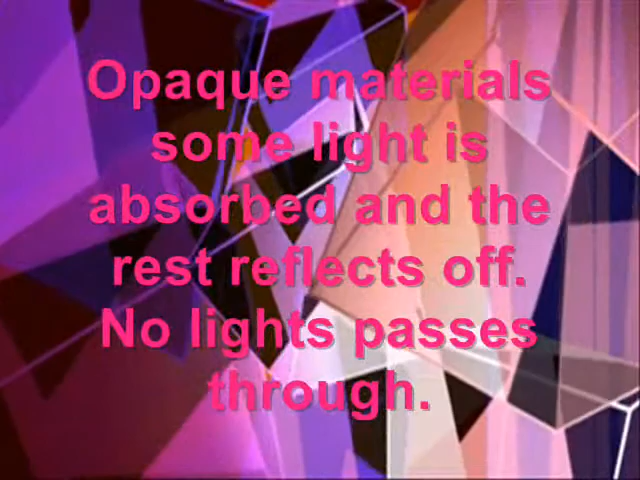 Opaque materials
some light is
absorbed and the
rest reflects off.
No lights passes
through.